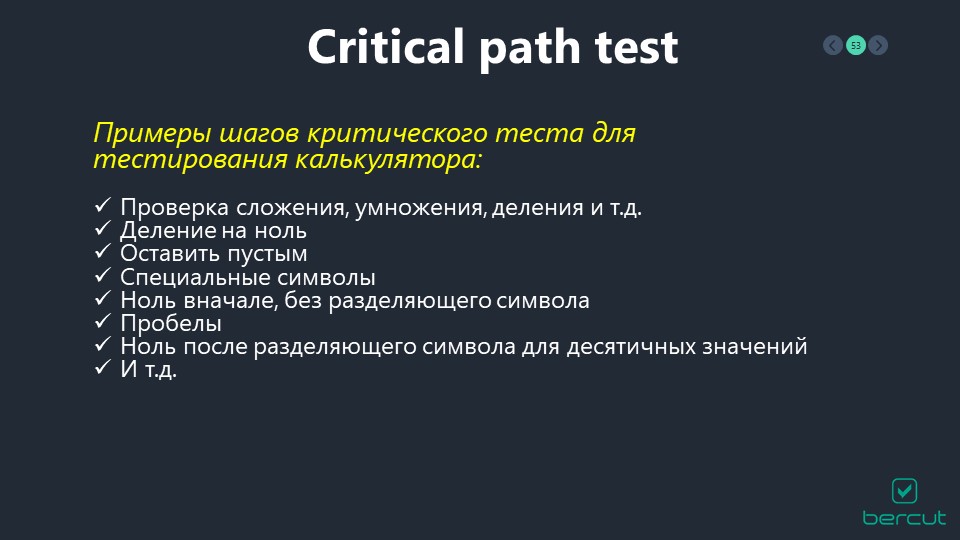 Critical path test
53
Примеры шагов критического теста для
тестирования калькулятора:
✓ Проверка сложения, умножения, деления и т.д.
✓ Деление на ноль
✓ Оставить пустым
✓ Специальные символы
✓ Ноль вначале, без разделяющего символа
✓ Пробелы
✓ Ноль после разделяющего символа для десятичных значений
✓ И т.д.
bercut